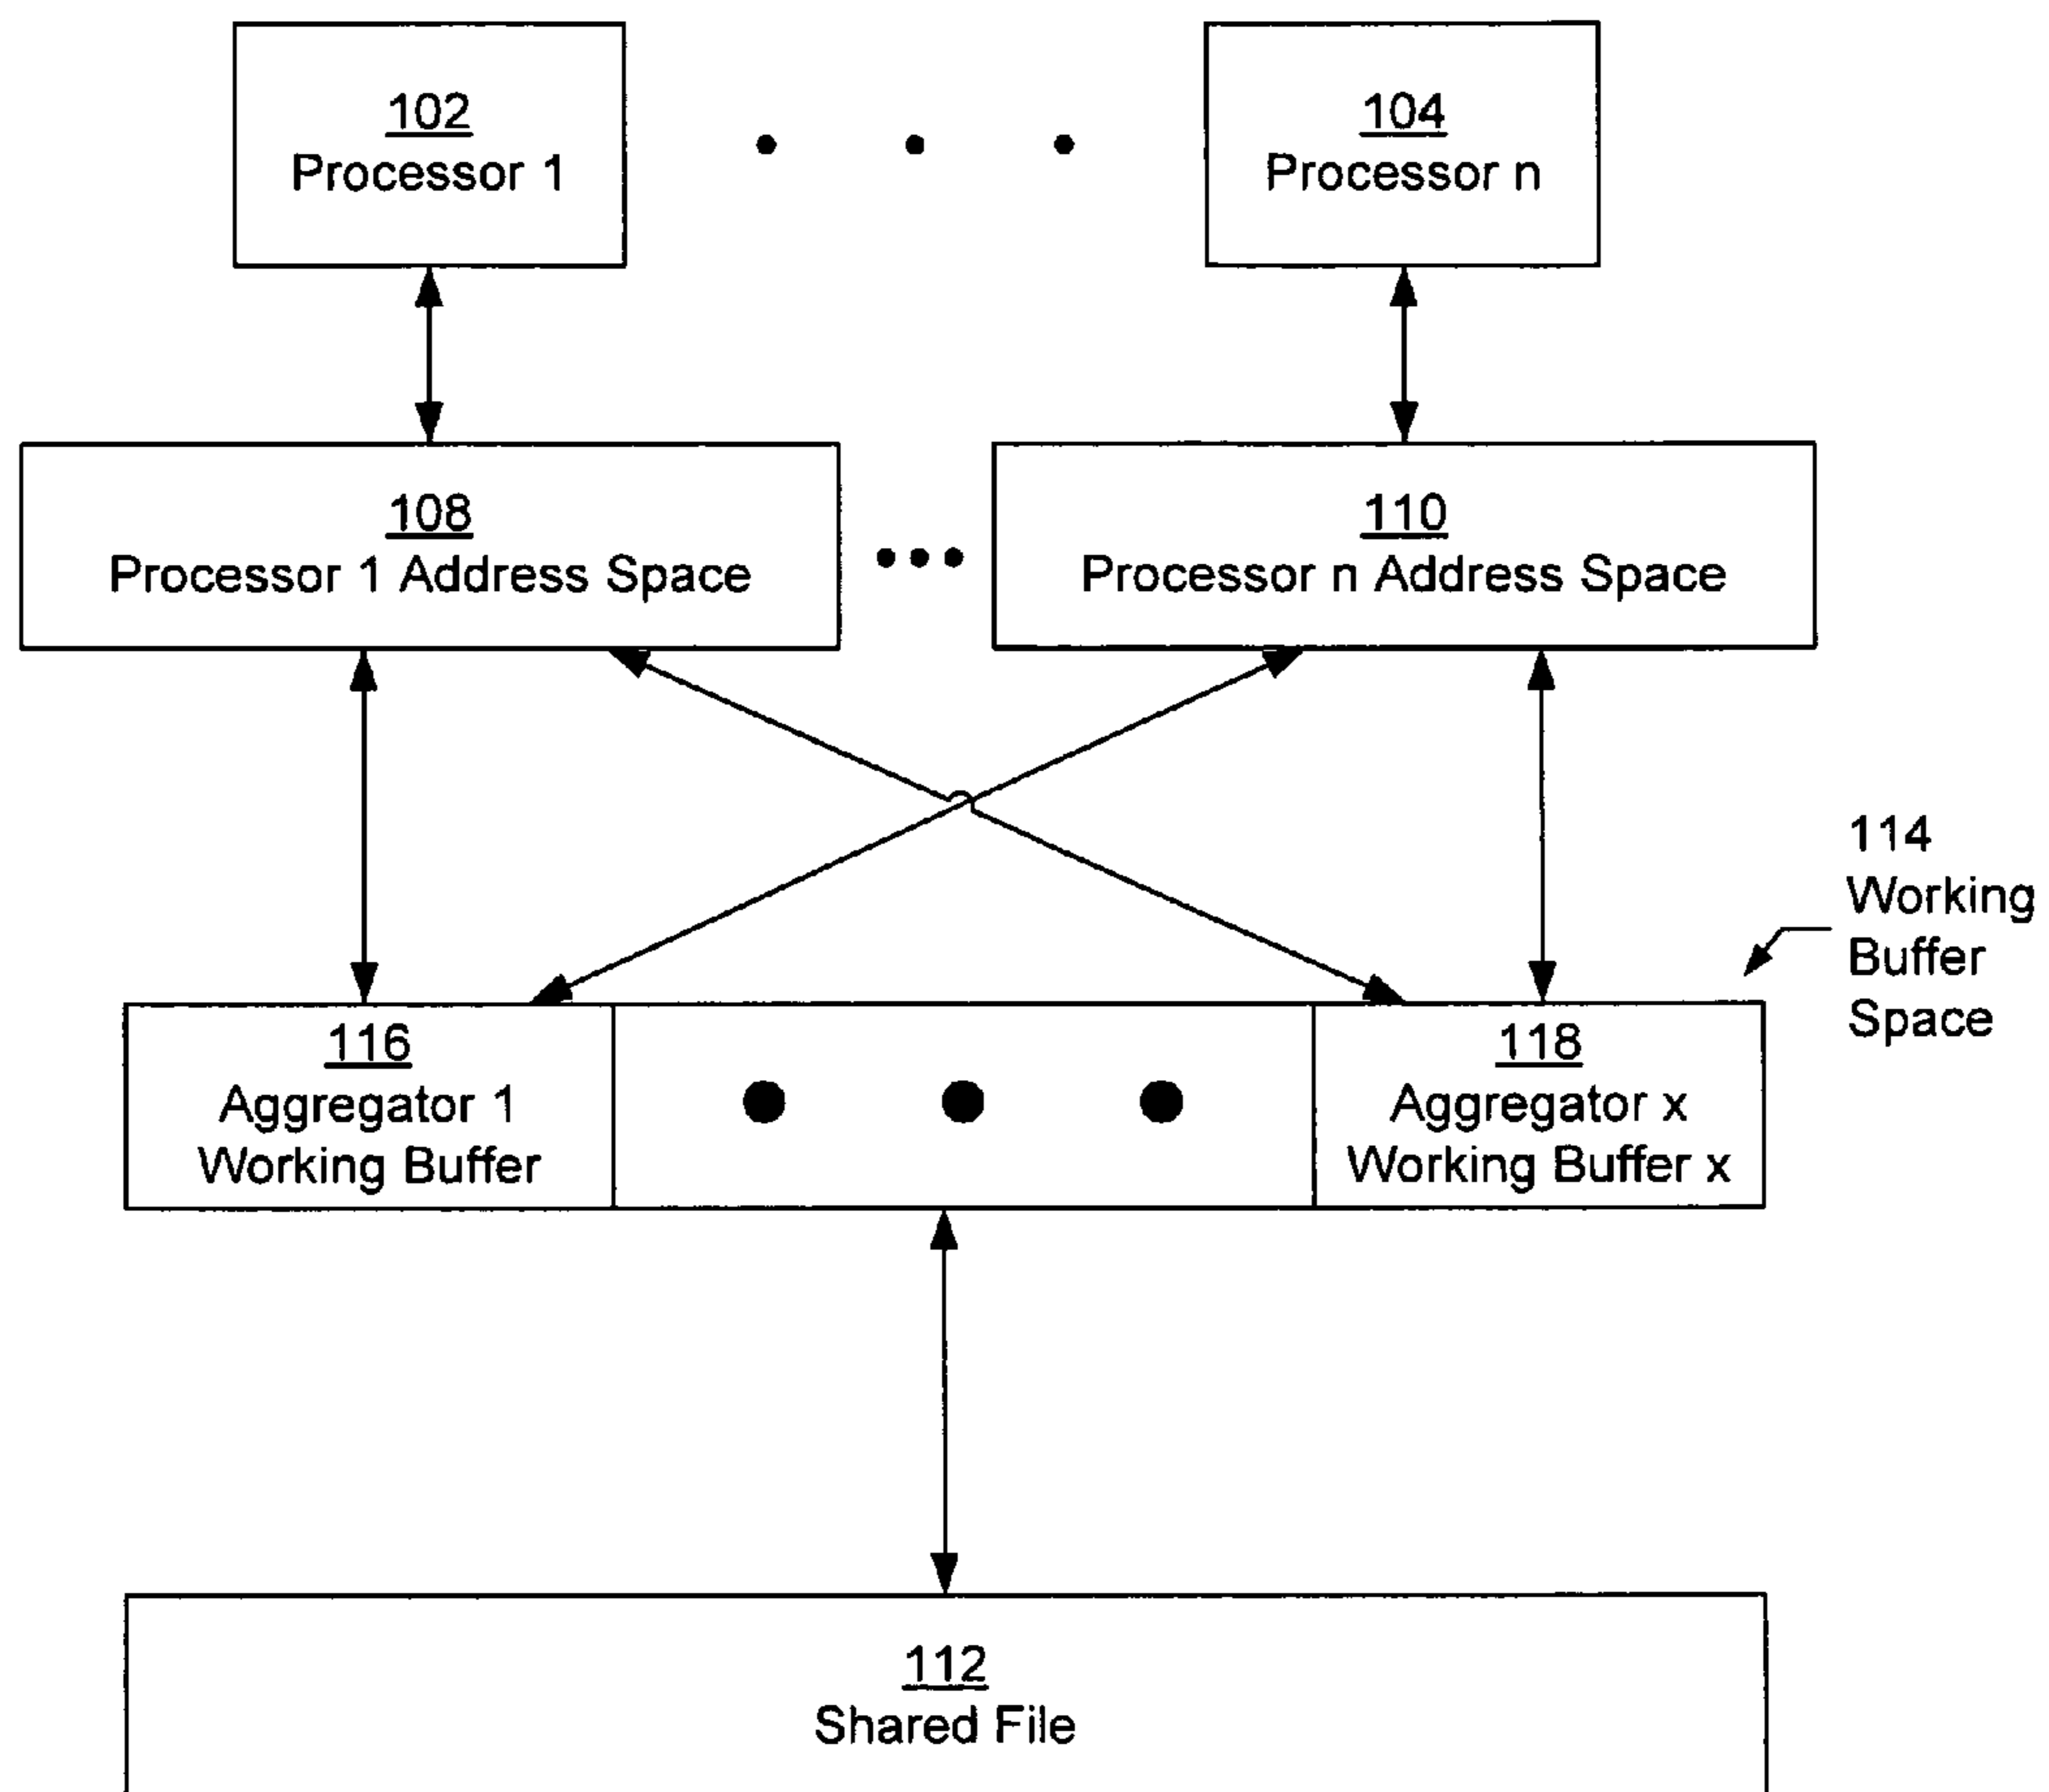 102
Processor 1
104
Processor n
108
Processor 1 Address Space
110
Processor n Address Space
114
Working
Buffer
Space
116
Aggregator 1
Working Buffer
118
Aggregator x
Working Buffer x
112
Shared File